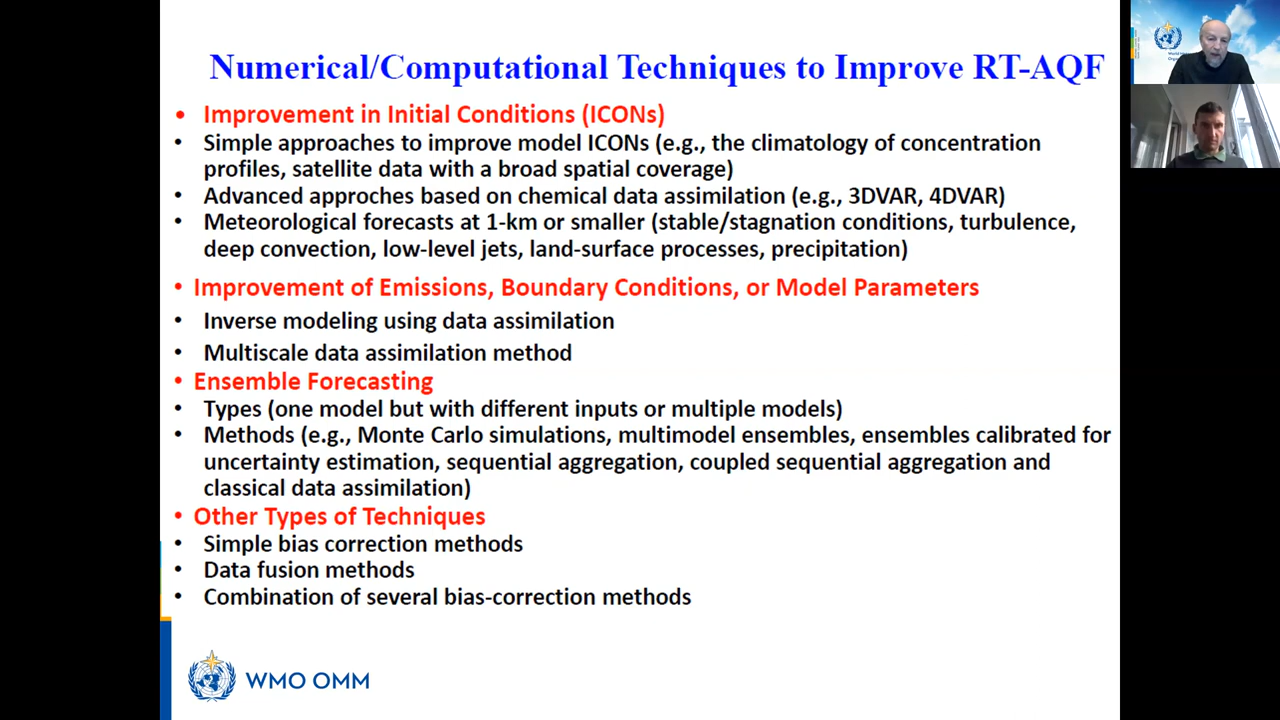 Numerical/Computational Techniques to Improve RT-AQF
• Improvement in Initial Conditions (ICONs)
• Simple approaches to improve model ICONs (e.g., the climatology of concentration
profiles, satellite data with a broad spatial coverage)
• Advanced approches based on chemical data assimilation (e.g., 3DVAR, 4DVAR)
• Meteorological forecasts at 1-km or smaller (stable/stagnation conditions, turbulence,
deep convection, low-level jets, land-surface processes, precipitation)
• Improvement of Emissions, Boundary Conditions, or Model Parameters
• Inverse modeling using data assimilation
• Multiscale data assimilation method
• Ensemble Forecasting
• Types (one model but with different inputs or multiple models)
• Methods (e.g., Monte Carlo simulations, multimodel ensembles, ensembles calibrated for
uncertainty estimation, sequential aggregation, coupled sequential aggregation and
classical data assimilation)
• Other Types of Techniques
• Simple bias correction methods
• Data fusion methods
• Combination of several bias-correction methods
WMO OMM